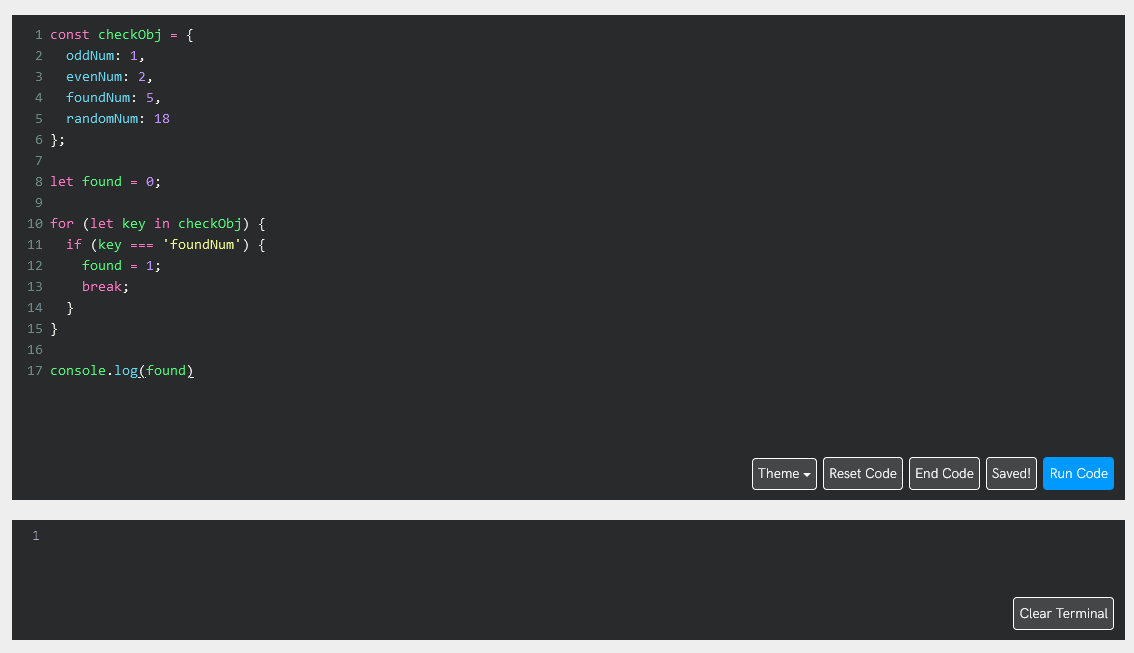 1 const checkObj = {
2   oddNum: 1,
3   evenNum: 2,
4   foundNum: 5,
5   randomNum: 18
6 };
7
8 let found = 0;
9
10 for (let key in checkObj) {
11   if (key === 'foundNum') {
12     found = 1;
13     break;
14   }
15 }
16
17 console.log(found)
Theme Reset Code End Code Saved! Run Code
1
Clear Terminal